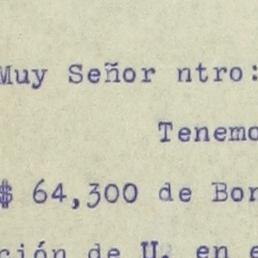 Muy Señor ntro:
Tenemo
$ 64,300 de Bon
ción de U. en e